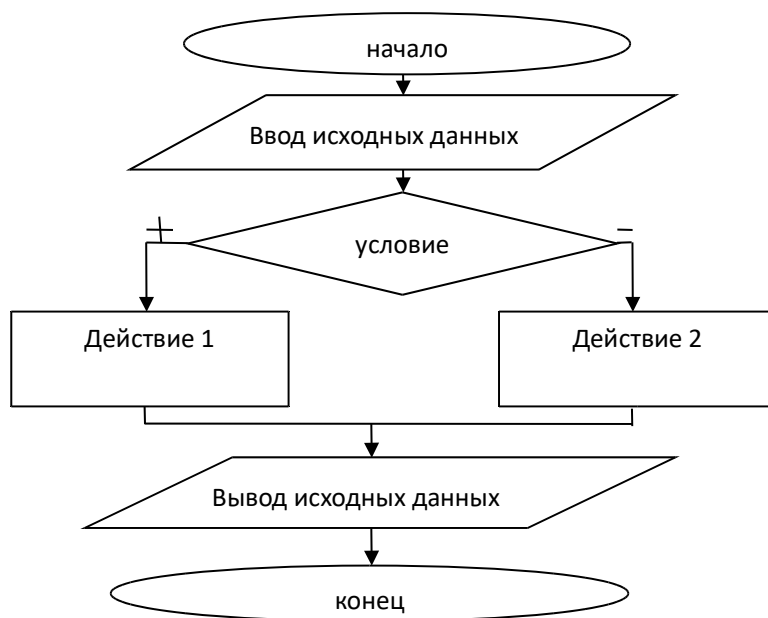 начало
Ввод исходных данных
+
-
условие
Действие 1
Действие 2
Вывод исходных данных
конец